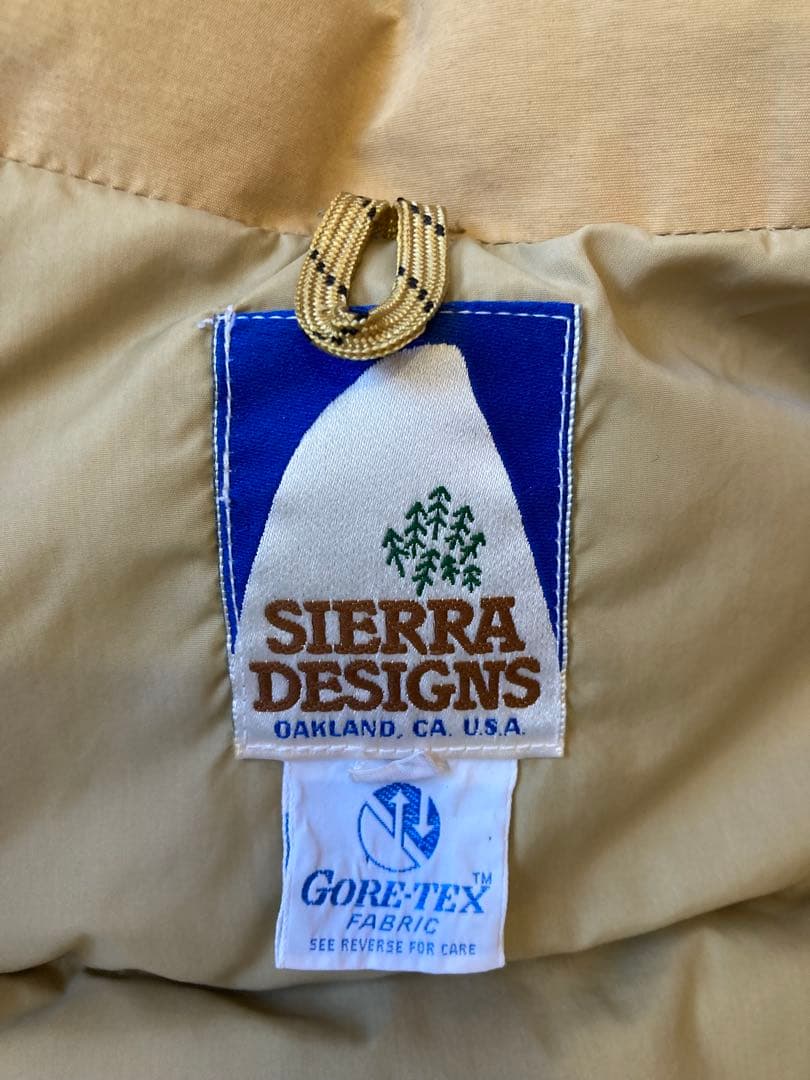 SIERRA
DESIGNS
OAKLAND, CA. U.S.A.
GORE-TEX™
FABRIC
SEE REVERSE FOR CARE